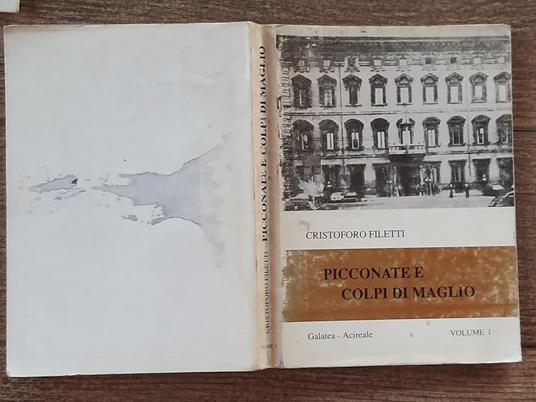 CRISTOFORO FILETTI
PICCONATE E
COLPI DI MAGLIO
Galatea - Acireale
VOLUME 1
CRISTOFORO FILETTI PICCONATE E COLPI DI MAGLIO